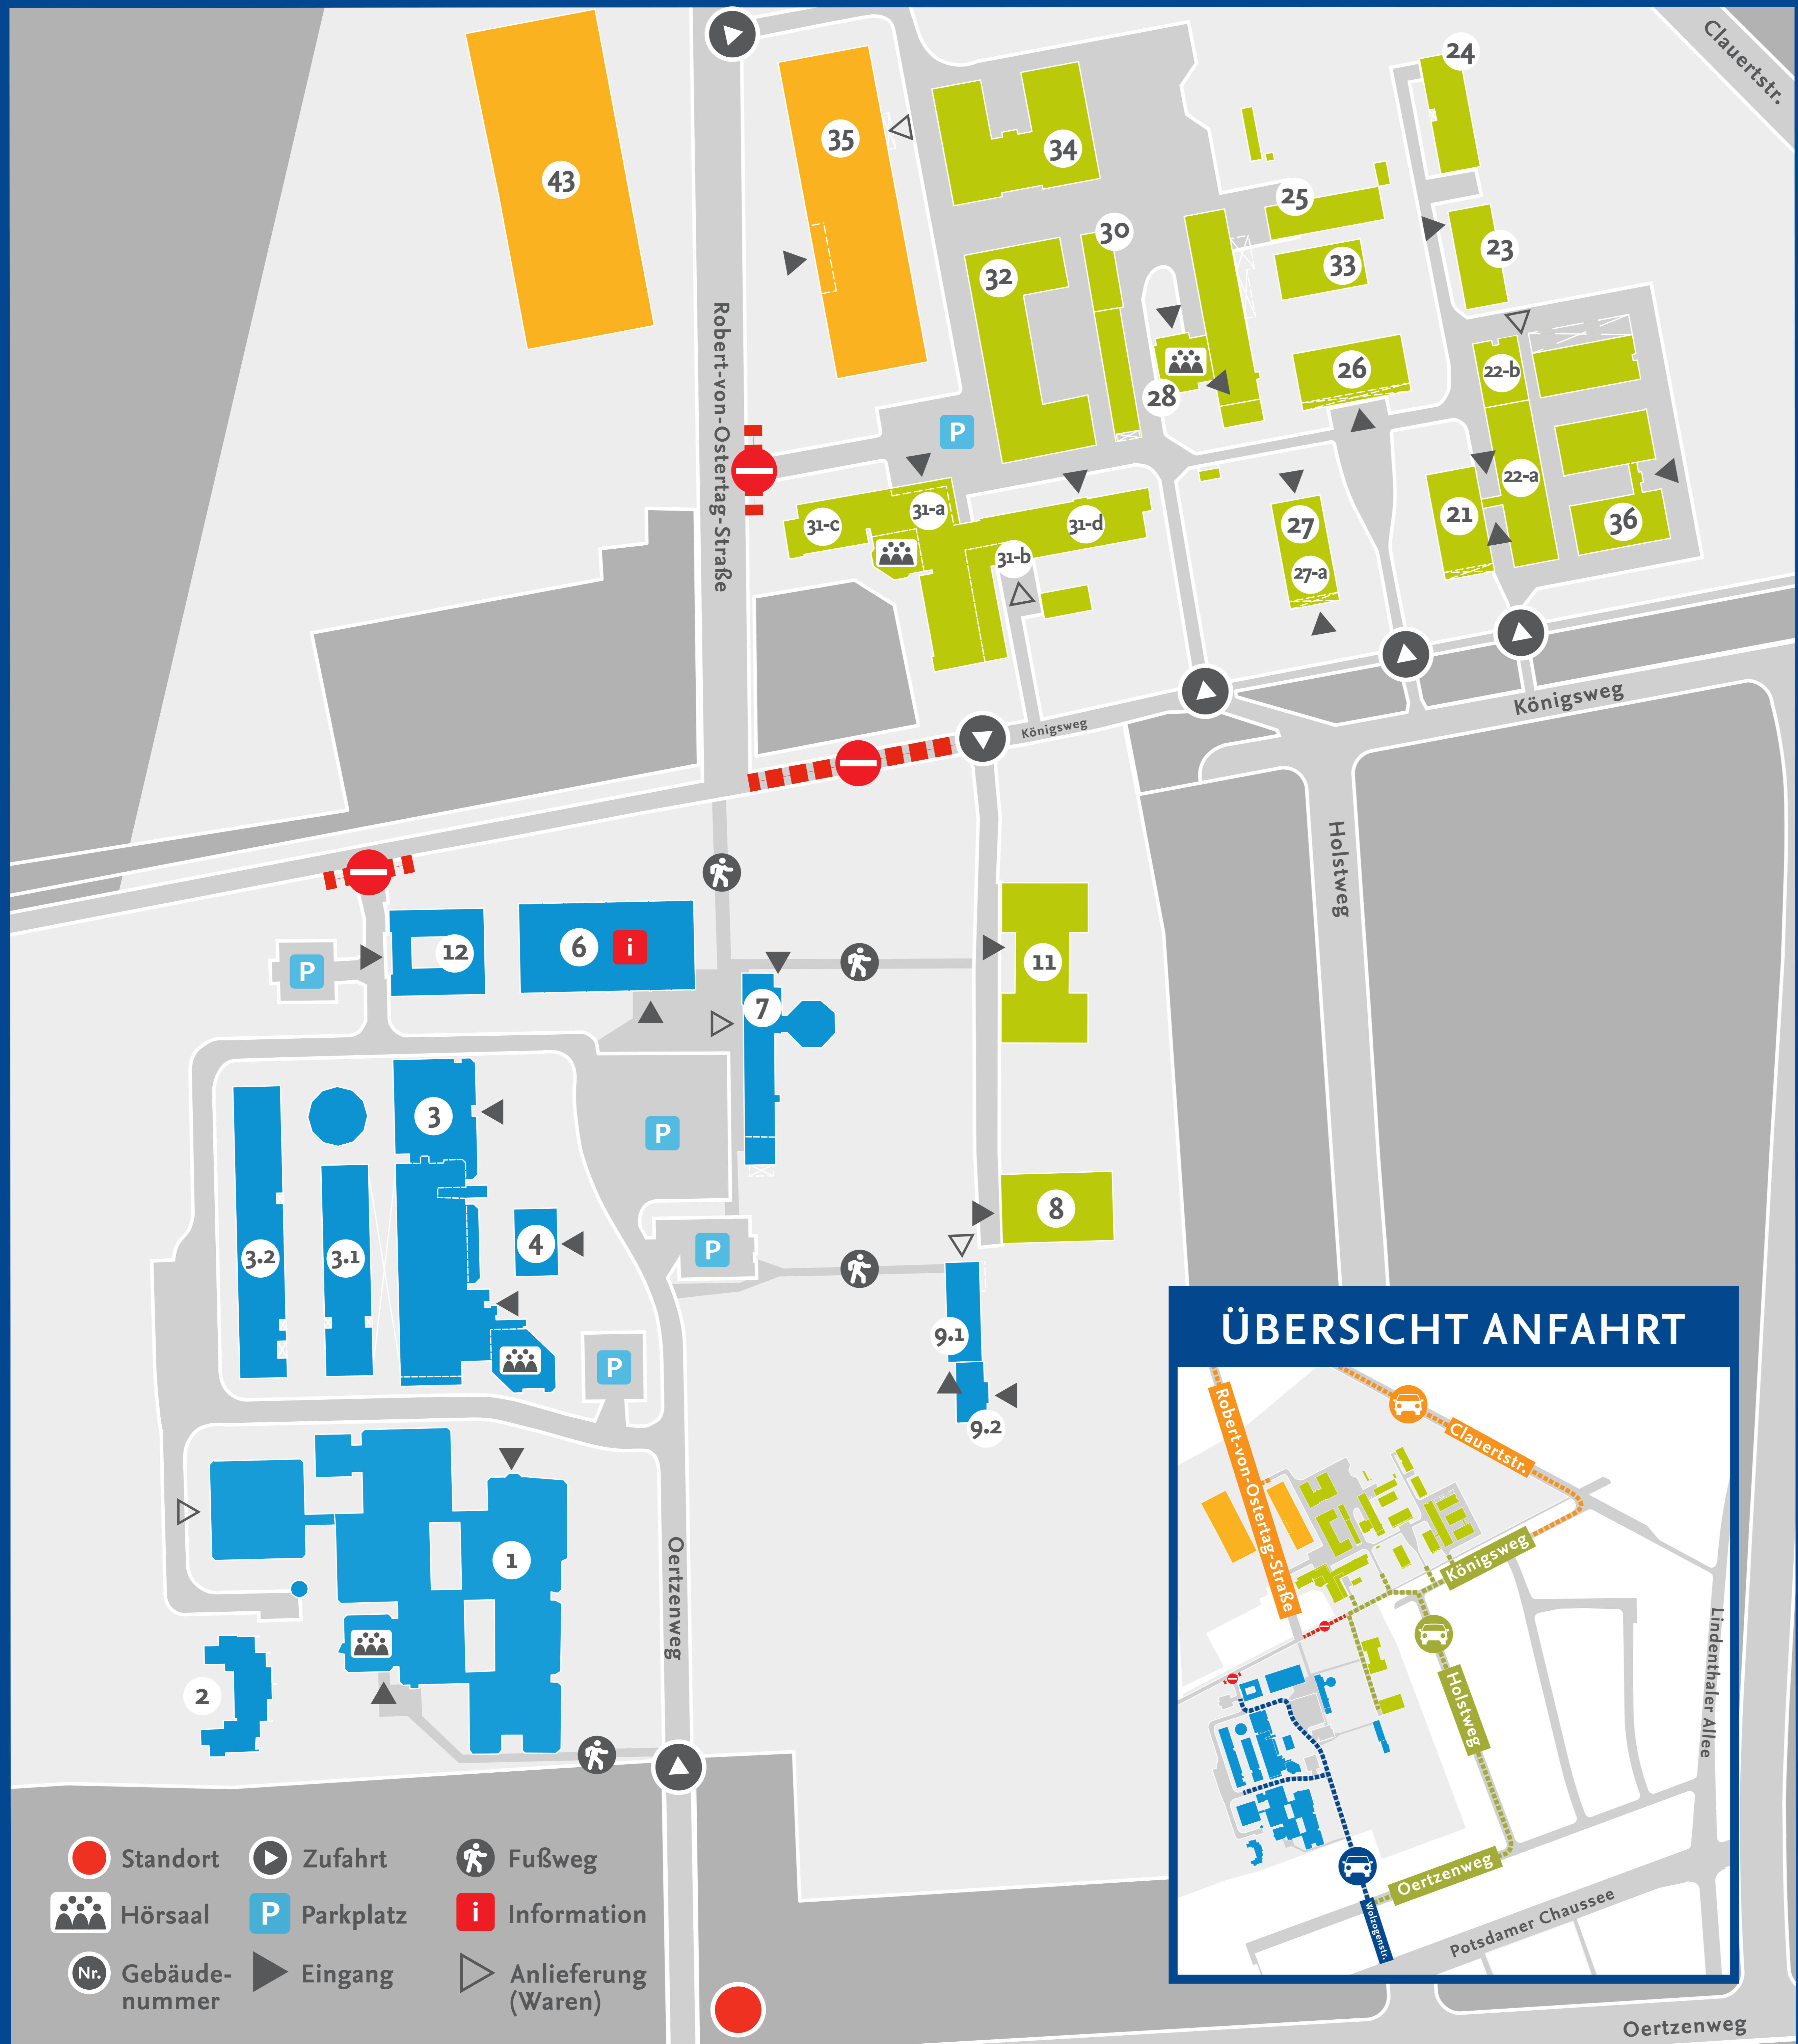 Clauertstr.
24
35
34
43
25
30
23
33
32
Robert-von-Ostertag-Straße
26
22-b
28
P
22-a
31-a
31-c
31-d
27
21
36
31-b
27-a
Königsweg
Königsweg
Holstweg
12
6
i
11
P
7
3
P
8
4
P
3.2
3.1
9.1
P
9.2
1
Oertzenweg
2
ÜBERSICHT ANFAHRT
Robert-von-Ostertag-Straße
Clauertstr.
Königsweg
Holstweg
Lindenthaler Allee
Oertzenweg
Wolzogenstr.
Potsdamer Chaussee
Standort
Zufahrt
Fußweg
Hörsaal
P Parkplatz
i Information
Nr. Gebäude-
nummer
Eingang
Anlieferung
(Waren)
Oertzenweg